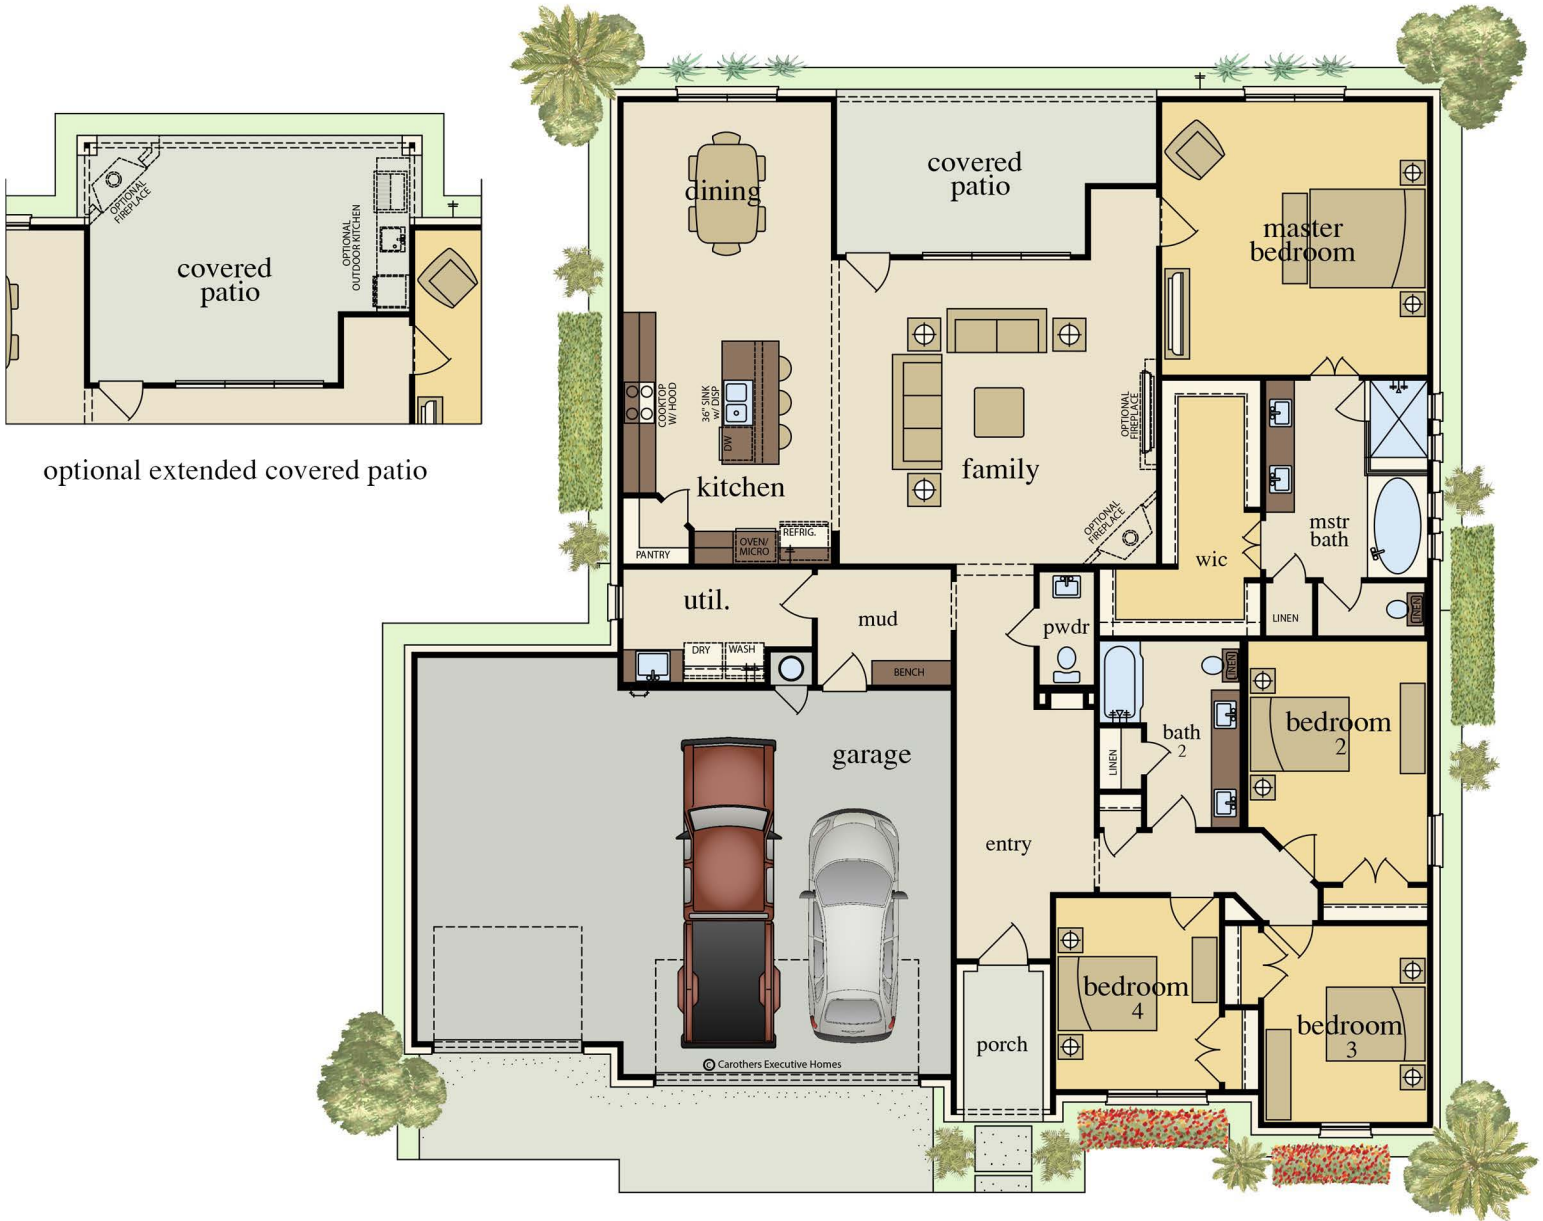 covered
patio
OPTIONAL
FIREPLACE
OPTIONAL
OUTDOOR KITCHEN
optional extended covered patio
dining
covered
patio
master
bedroom
COOKTOP
W/ HOOD
36" SINK
w/ DISP
DW
kitchen
family
OPTIONAL
FIREPLACE
OPTIONAL
FIREPLACE
PANTRY
OVEN/
MICRO
REFRIG.
wic
mstr
bath
LINEN
LINEN
util.
DRY
WASH
mud
BENCH
pwdr
LINEN
LINEN
bath
2
bedroom
2
garage
entry
bedroom
4
bedroom
3
porch
© Carothers Executive Homes